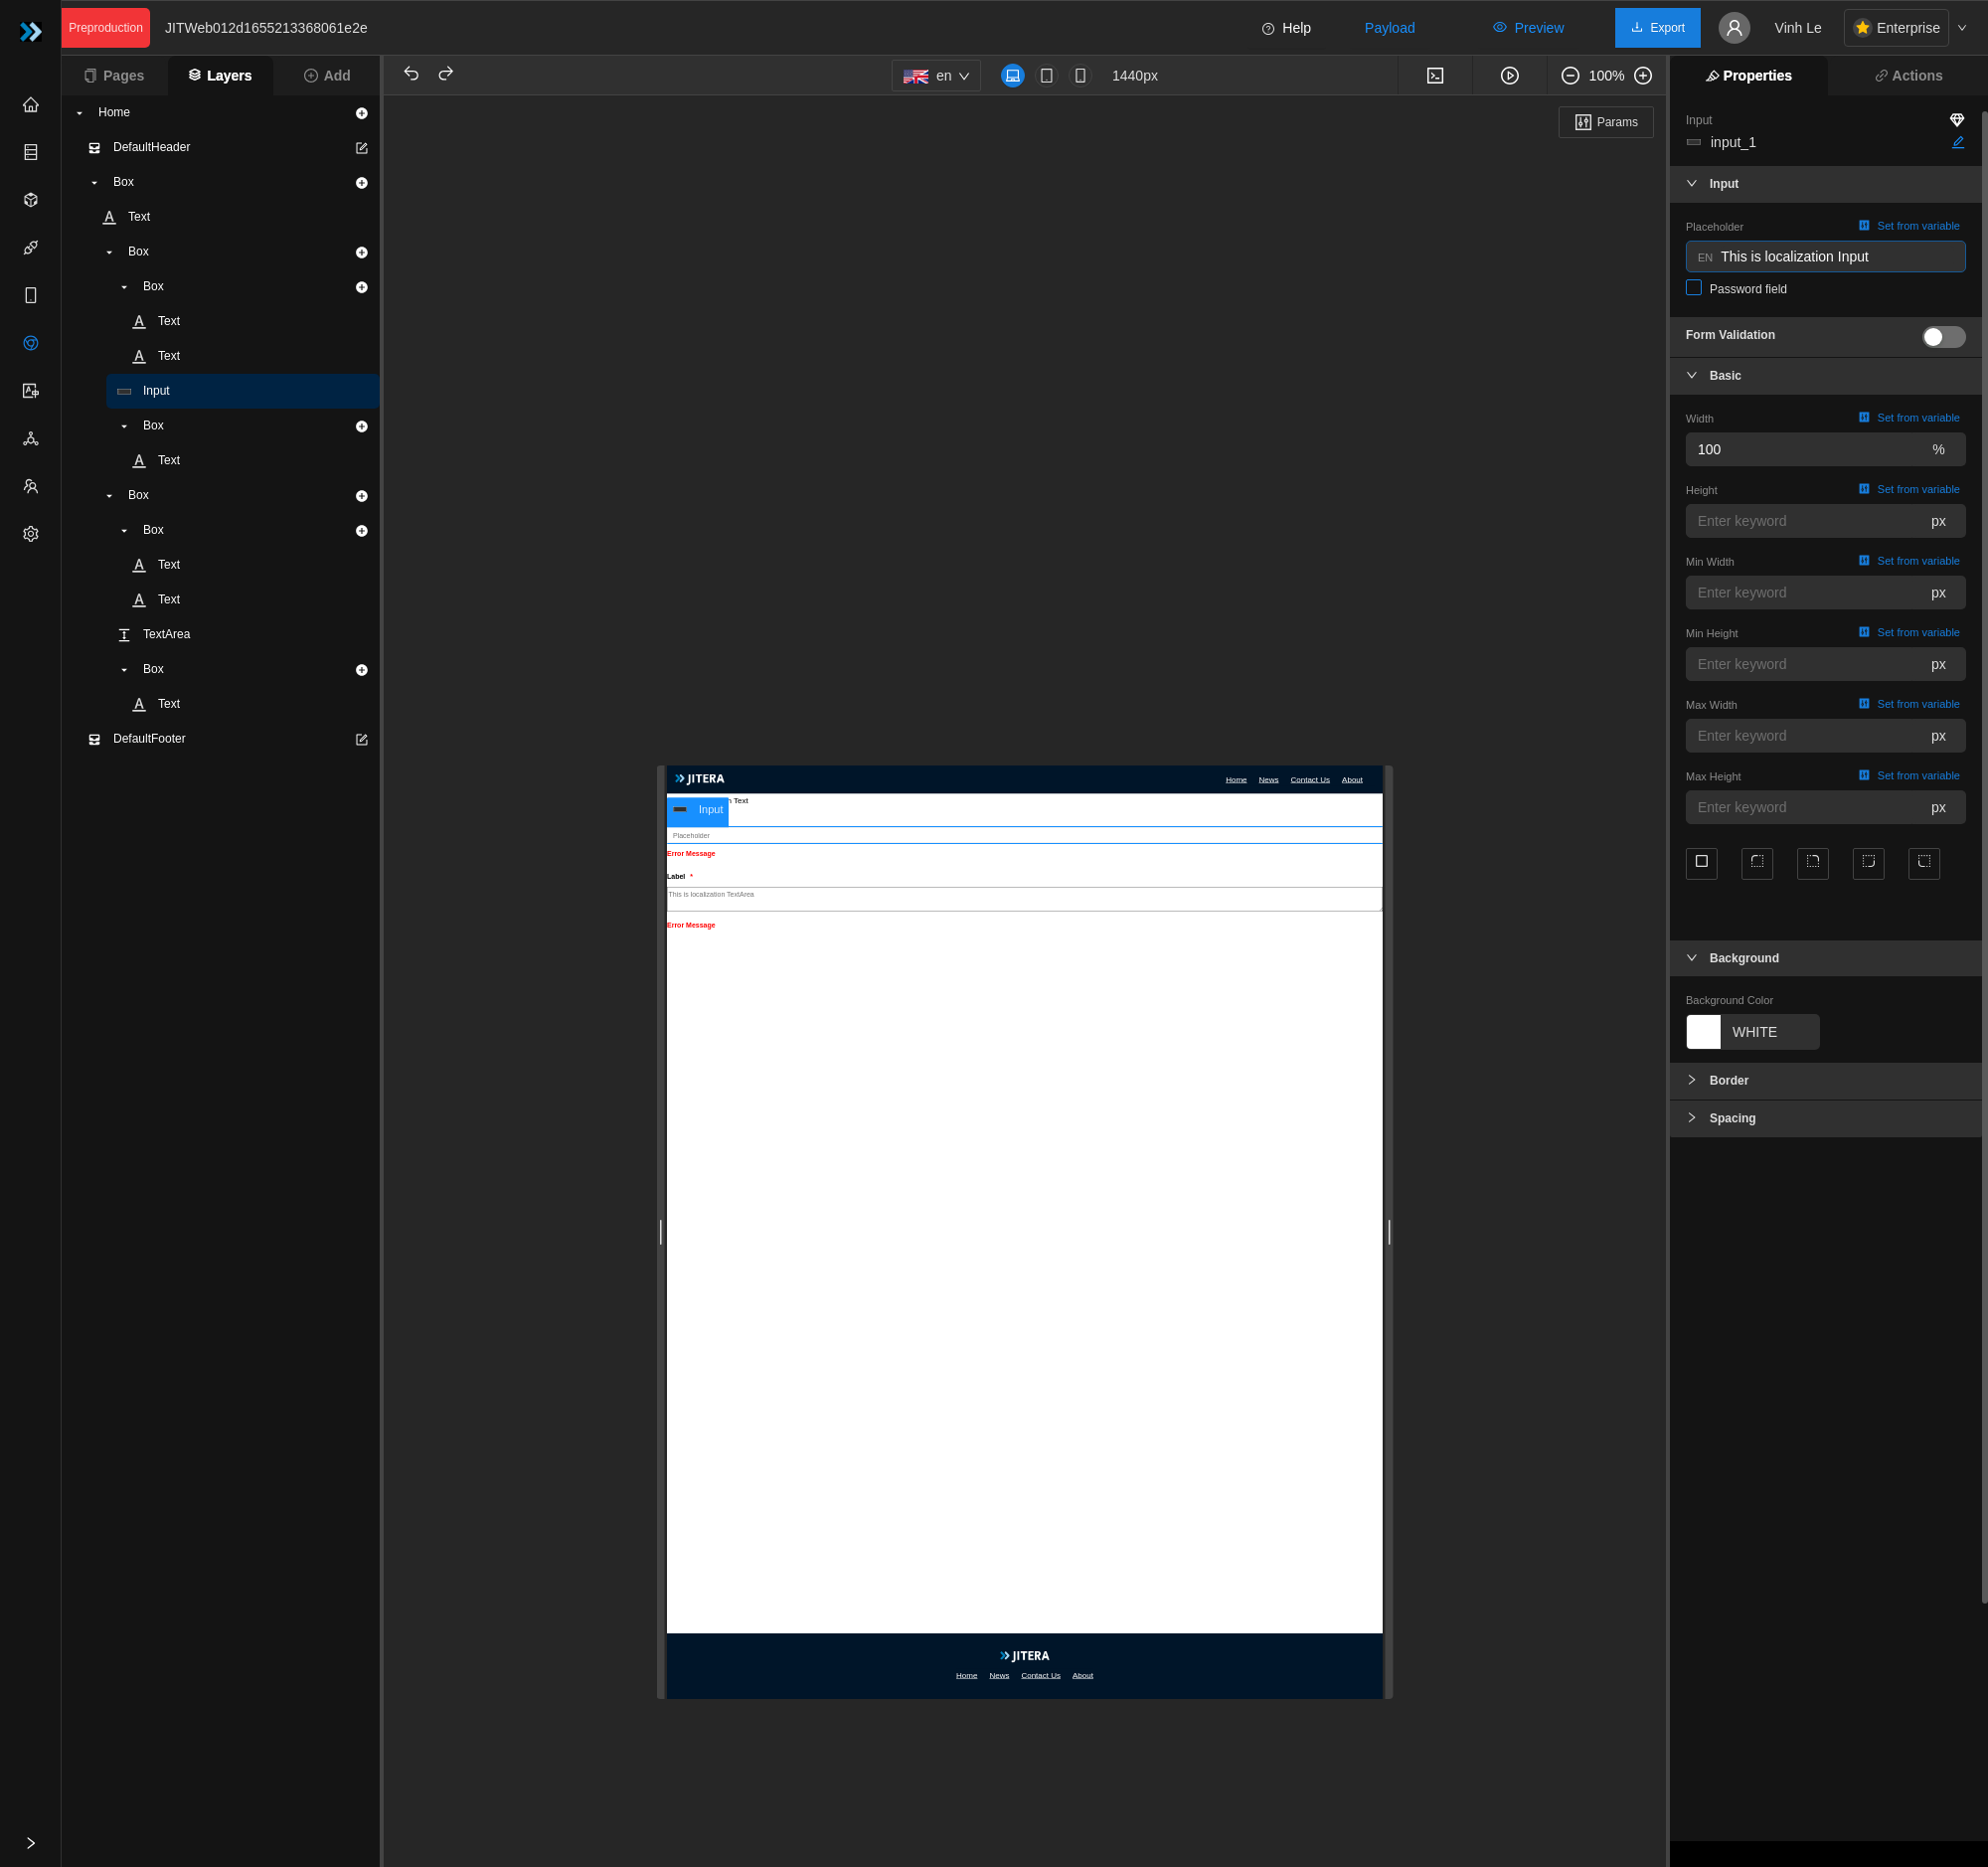 Preproduction
JITWeb012d1655213368061e2e
Help
Payload
Preview
Export
Vinh Le
Enterprise
Pages
Layers
Add
en
1440px
100%
Properties
Actions
Home
DefaultHeader
Box
Text
Box
Box
Text
Text
Input
Box
Text
Box
Box
Text
Text
TextArea
Box
Text
DefaultFooter
Params
JITERA
Home News Contact Us About
Input
n Text
Placeholder
Error Message
Label *
This is localization TextArea
Error Message
JITERA
Home News Contact Us About
Input
input_1
Input
Placeholder Set from variable
EN This is localization Input
Password field
Form Validation
Basic
Width Set from variable
100 %
Height Set from variable
Enter keyword px
Min Width Set from variable
Enter keyword px
Min Height Set from variable
Enter keyword px
Max Width Set from variable
Enter keyword px
Max Height Set from variable
Enter keyword px
Background
Background Color
WHITE
Border
Spacing